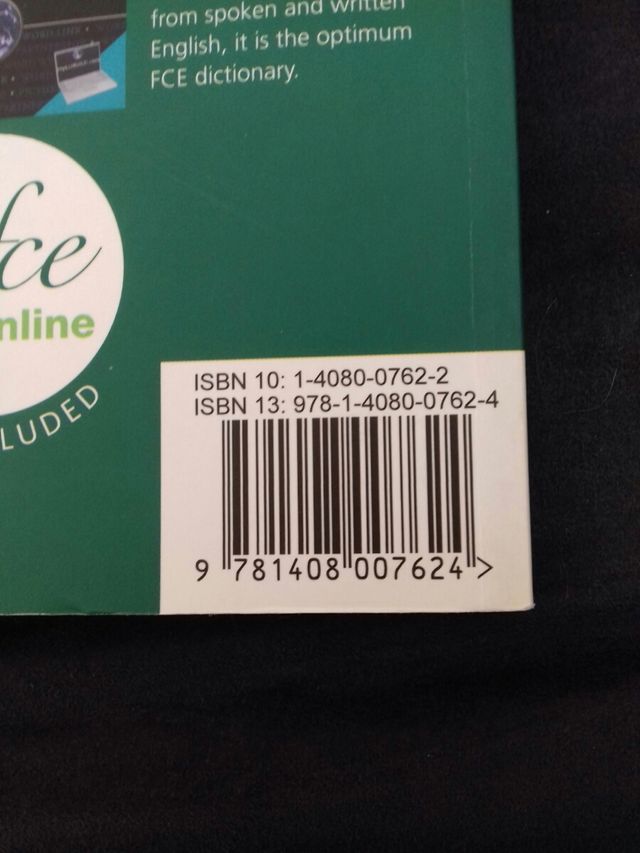 from spoken and written
English, it is the optimum
FCE dictionary.
fce
nline
LUDED
ISBN 10: 1-4080-0762-2
ISBN 13: 978-1-4080-0762-4
9 781408 007624 >